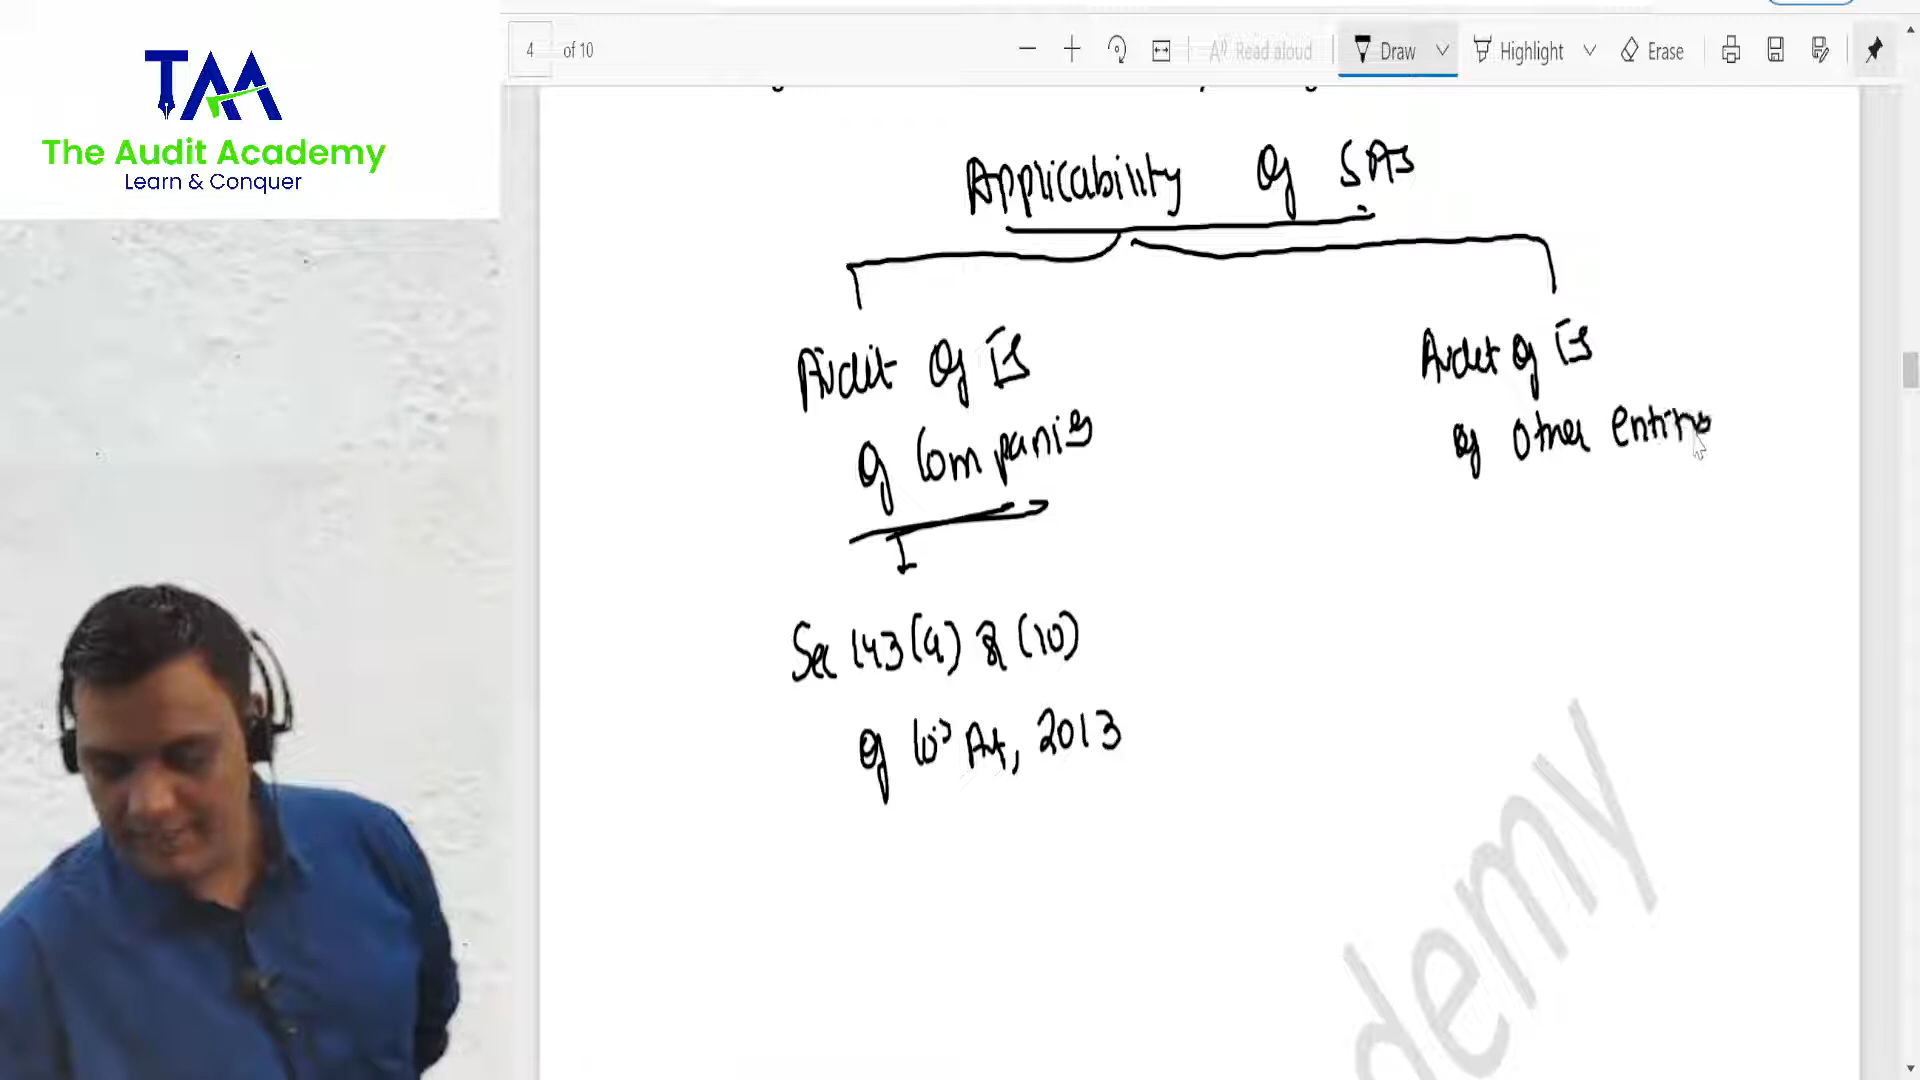 TAA
The Audit Academy
Learn & Conquer
4 of 10
Read aloud
Draw
Highlight
Erase
Applicability Of SAs
Audit Of FS
Of Companies
Audit Of FS
Of Other entities
Sec 143 (9) & (10)
Of Co's Act, 2013
demy